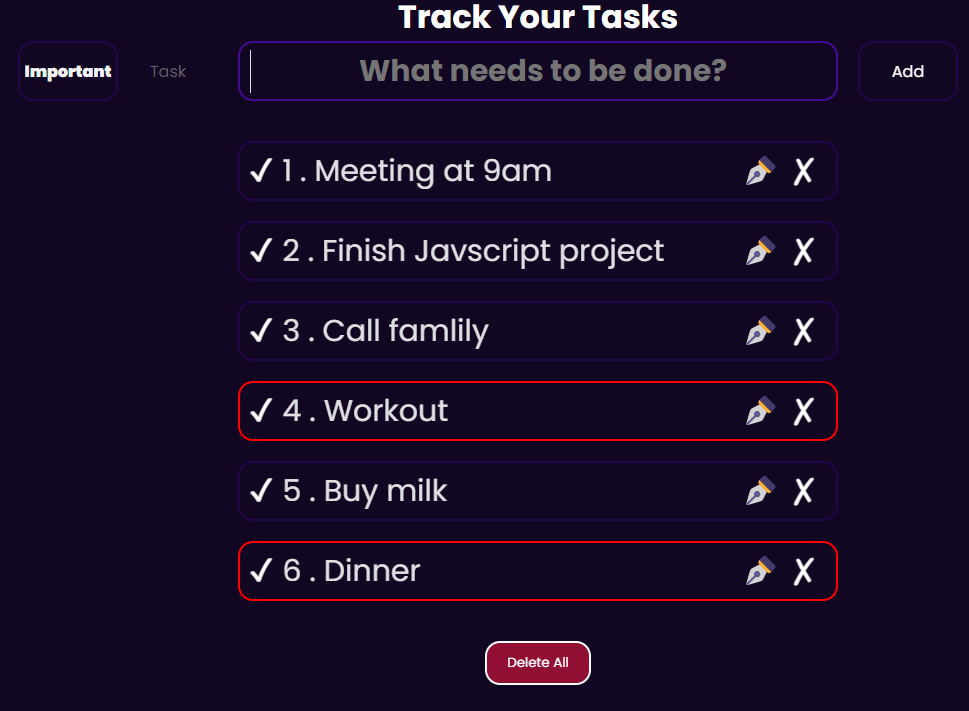 Track Your Tasks
Important Task What needs to be done? Add
✓ 1 . Meeting at 9am ✗
✓ 2 . Finish Javscript project ✗
✓ 3 . Call famlily ✗
✓ 4 . Workout ✗
✓ 5 . Buy milk ✗
✓ 6 . Dinner ✗
Delete All